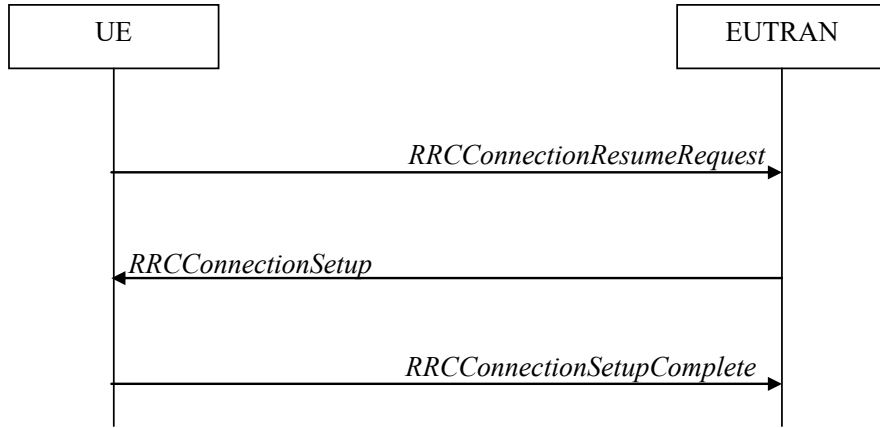 UE
EUTRAN
RRCConnectionResumeRequest
RRCConnectionSetup
RRCConnectionSetupComplete